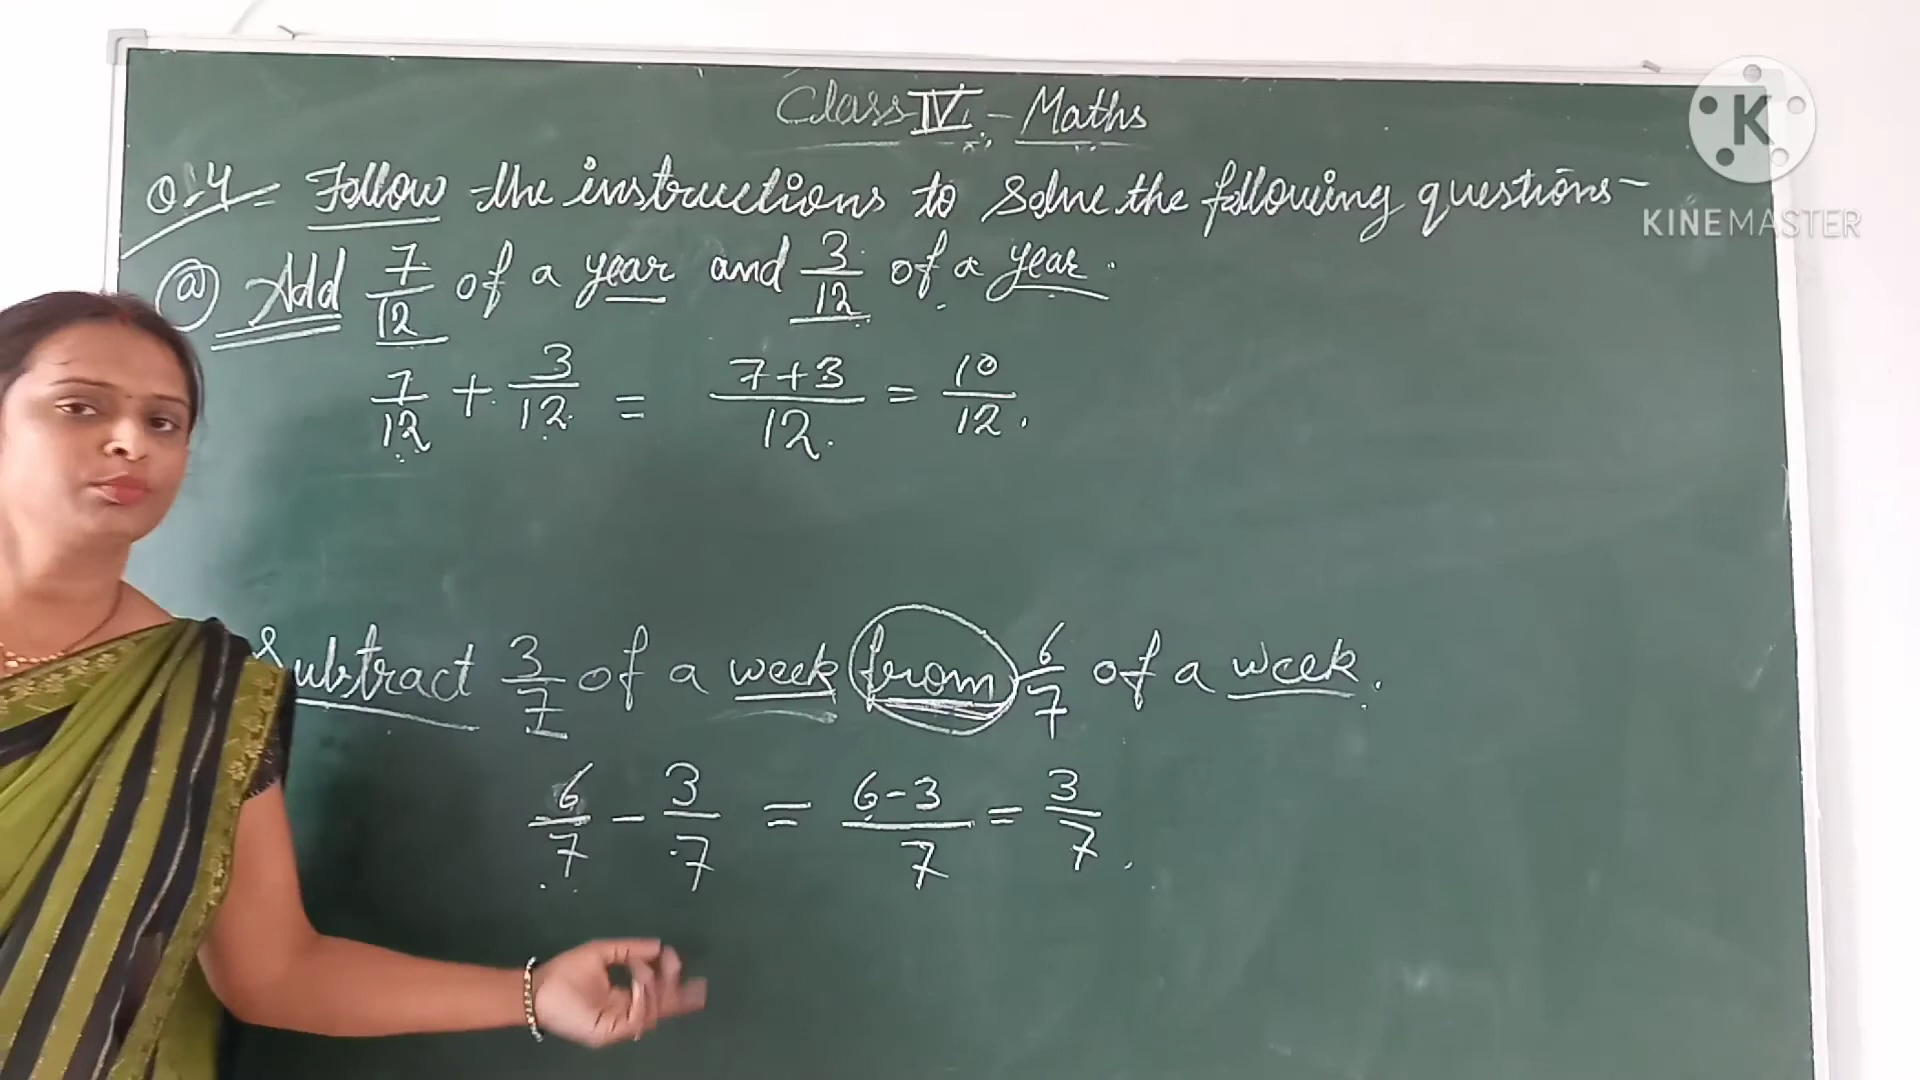 Class IV - Maths
Q.4 - Follow the instructions to solve the following questions -
(a) Add 7/12 of a year and 3/12 of a year.
7/12 + 3/12 = 7+3/12 = 10/12.
Subtract 3/7 of a week from 6/7 of a week.
6/7 - 3/7 = 6-3/7 = 3/7.
K
KINEMASTER